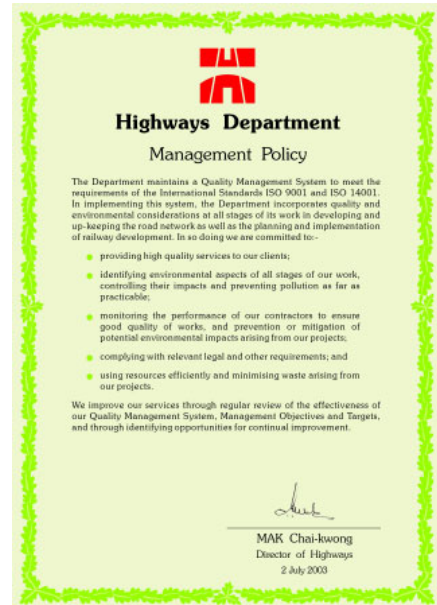 Highways Department
Management Policy
The Department maintains a Quality Management System to meet the
requirements of the International Standards ISO 9001 and ISO 14001.
In implementing this system, the Department incorporates quality and
environmental considerations at all stages of its work in developing and
up-keeping the road network as well as the planning and implementation
of railway development. In so doing we are committed to:-
providing high quality services to our clients;
identifying environmental aspects of all stages of our work,
controlling their impacts and preventing pollution as far as
practicable;
monitoring the performance of our contractors to ensure
good quality of works, and prevention or mitigation of
potential environmental impacts arising from our projects;
complying with relevant legal and other requirements; and
using resources efficiently and minimising waste arising from
our projects.
We improve our services through regular review of the effectiveness of
our Quality Management System, Management Objectives and Targets,
and through identifying opportunities for continual improvement.
MAK Chai-kwong
Director of Highways
2 July 2003